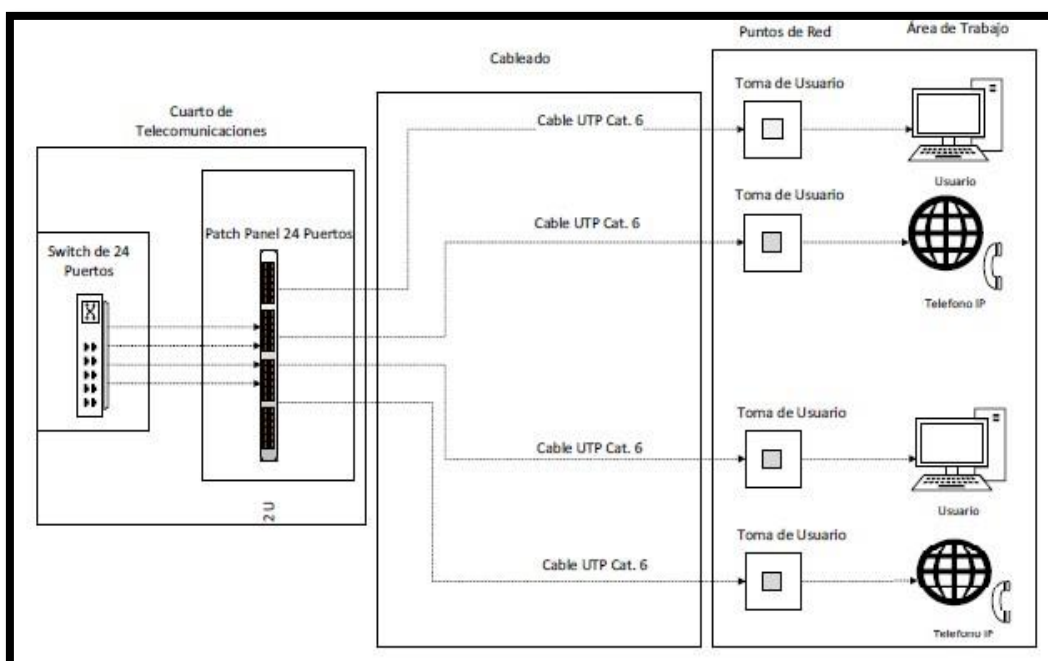 Puntos de Red
Área de Trabajo
Cableado
Toma de Usuario
Cuarto de
Telecomunicaciones
Cable UTP Cat. 6
Usuario
Toma de Usuario
Patch Panel 24 Puertos
Cable UTP Cat. 6
Switch de 24
Puertos
Telefono IP
Toma de Usuario
Cable UTP Cat. 6
2 U
Usuario
Toma de Usuario
Cable UTP Cat. 6
Telefono IP